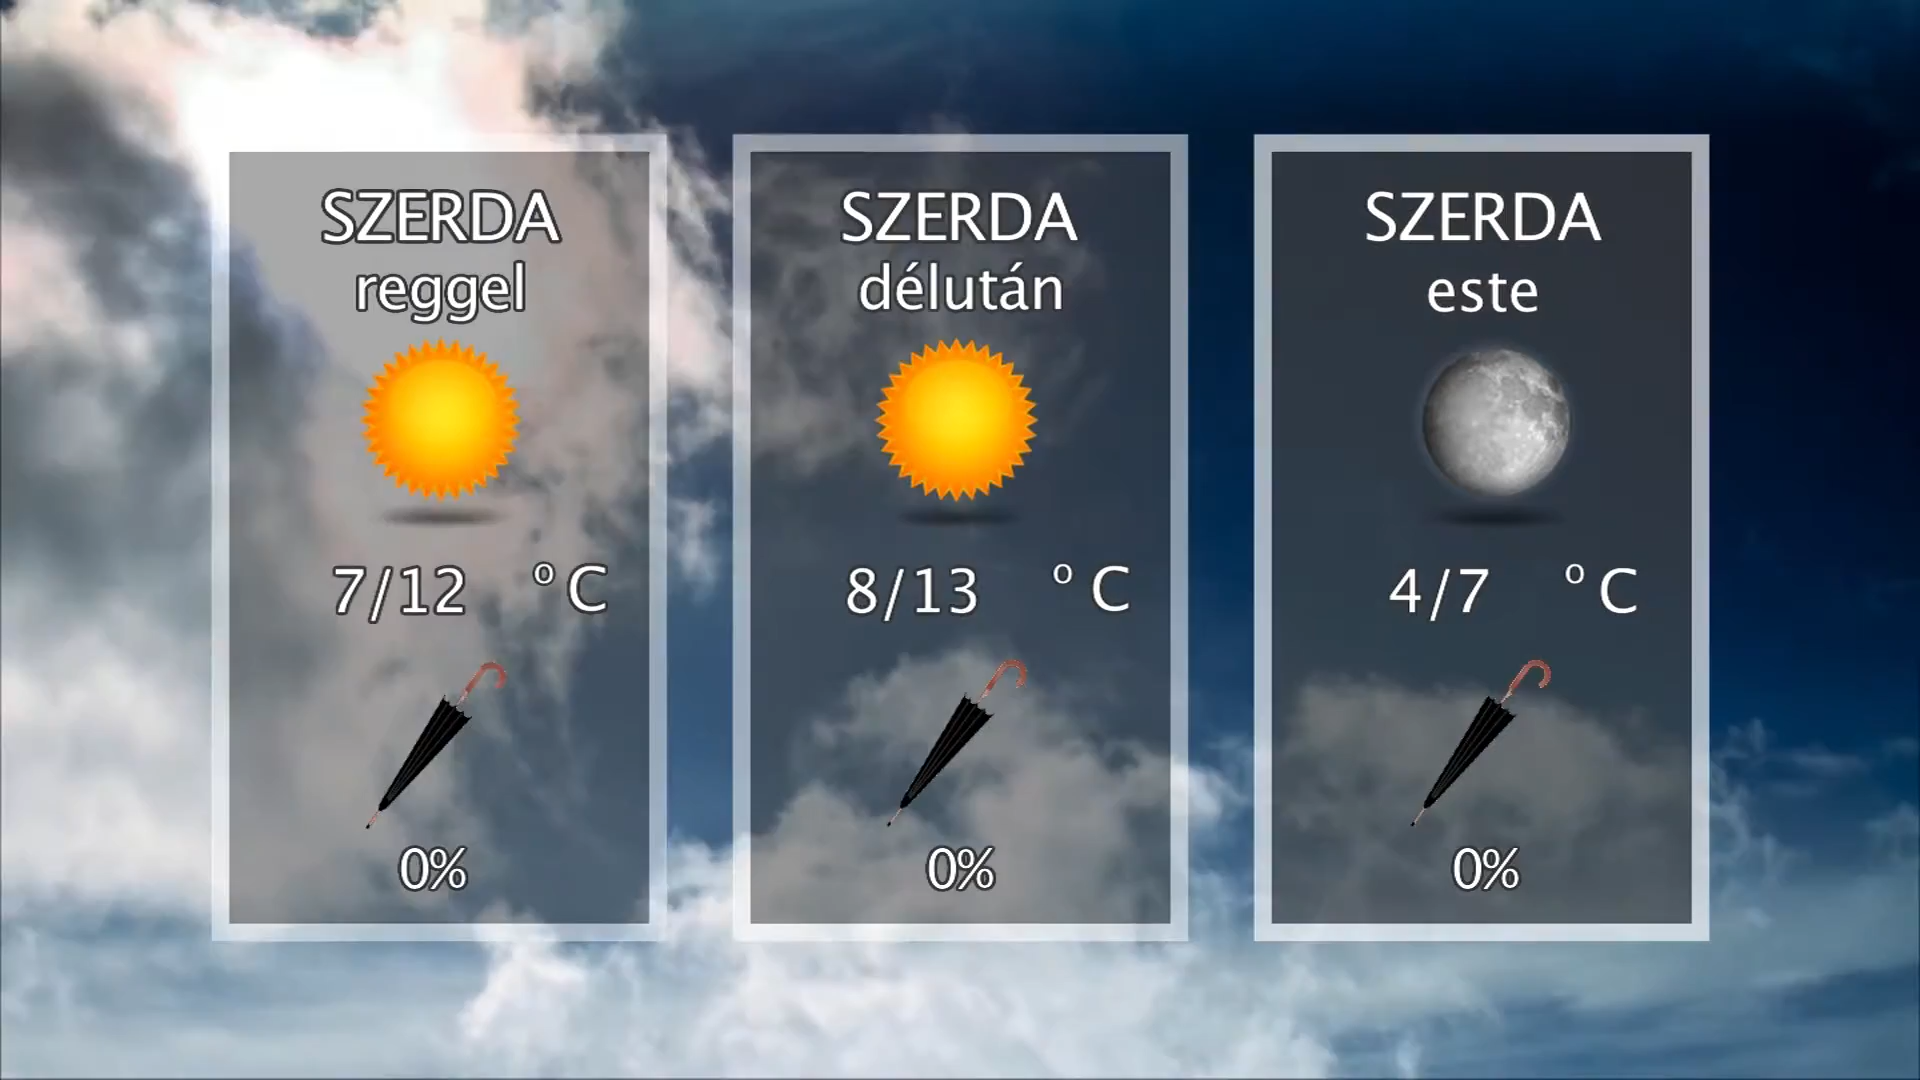 SZERDA
reggel
7/12 °C
0%
SZERDA
délután
8/13 °C
0%
SZERDA
este
4/7 °C
0%